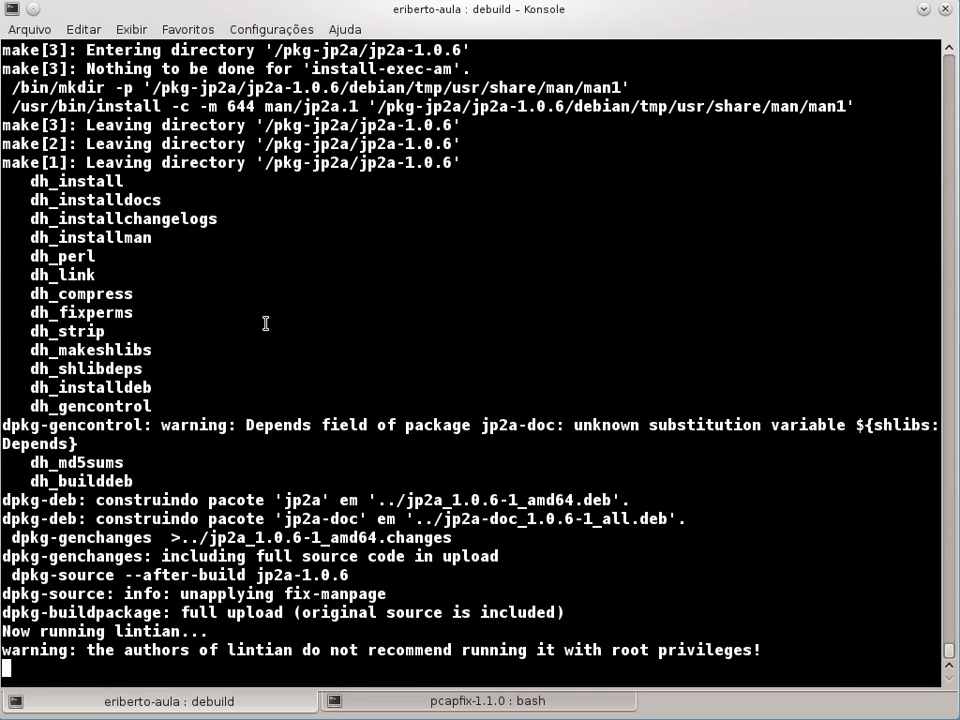 eriberto-aula : debuild – Konsole
Arquivo Editar Exibir Favoritos Configurações Ajuda
make[3]: Entering directory '/pkg-jp2a/jp2a-1.0.6'
make[3]: Nothing to be done for 'install-exec-am'.
 /bin/mkdir -p '/pkg-jp2a/jp2a-1.0.6/debian/tmp/usr/share/man/man1'
 /usr/bin/install -c -m 644 man/jp2a.1 '/pkg-jp2a/jp2a-1.0.6/debian/tmp/usr/share/man/man1'
make[3]: Leaving directory '/pkg-jp2a/jp2a-1.0.6'
make[2]: Leaving directory '/pkg-jp2a/jp2a-1.0.6'
make[1]: Leaving directory '/pkg-jp2a/jp2a-1.0.6'
   dh_install
   dh_installdocs
   dh_installchangelogs
   dh_installman
   dh_perl
   dh_link
   dh_compress
   dh_fixperms
   dh_strip
   dh_makeshlibs
   dh_shlibdeps
   dh_installdeb
   dh_gencontrol
dpkg-gencontrol: warning: Depends field of package jp2a-doc: unknown substitution variable ${shlibs:
Depends}
   dh_md5sums
   dh_builddeb
dpkg-deb: construindo pacote 'jp2a' em '../jp2a_1.0.6-1_amd64.deb'.
dpkg-deb: construindo pacote 'jp2a-doc' em '../jp2a-doc_1.0.6-1_all.deb'.
 dpkg-genchanges  >../jp2a_1.0.6-1_amd64.changes
dpkg-genchanges: including full source code in upload
 dpkg-source --after-build jp2a-1.0.6
dpkg-source: info: unapplying fix-manpage
dpkg-buildpackage: full upload (original source is included)
Now running lintian...
warning: the authors of lintian do not recommend running it with root privileges!
eriberto-aula : debuild
pcapfix-1.1.0 : bash